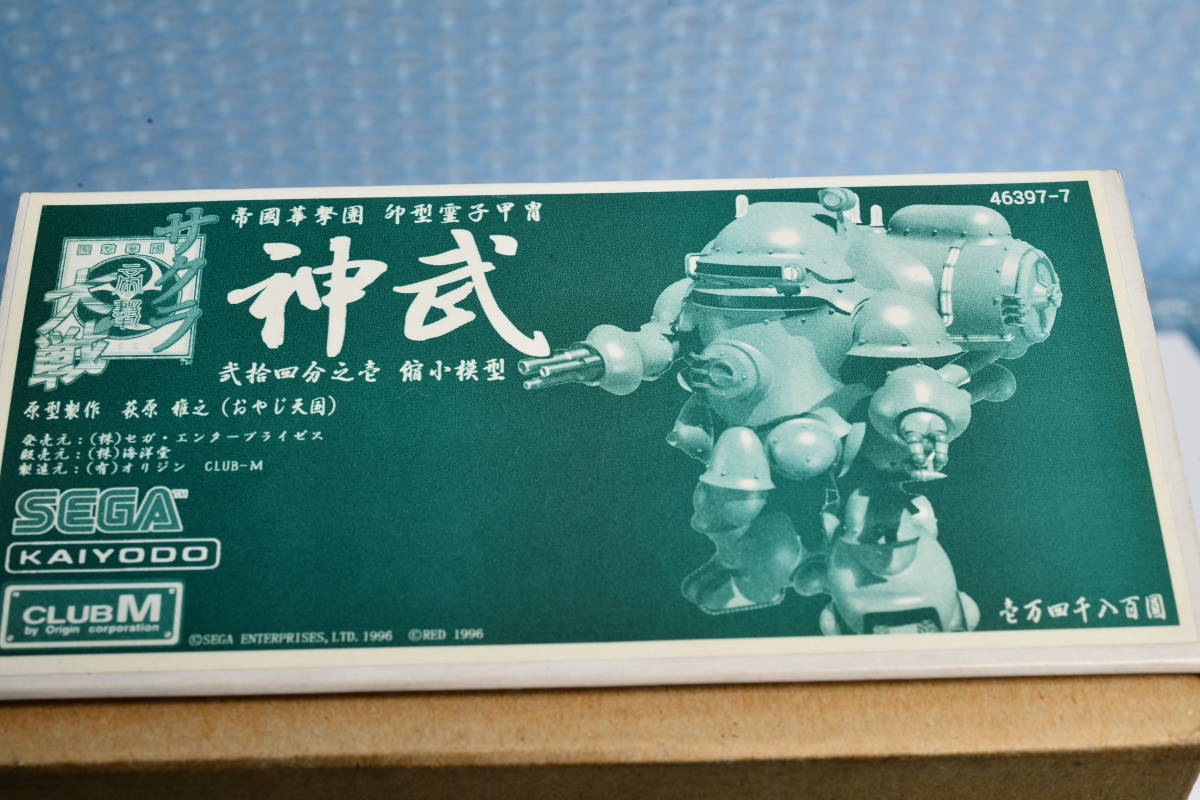 46397-7
帝國華撃團 卯型霊子甲冑
サクラ
大戦
神武
弐拾四分之壱 縮小模型
原型製作 萩原 雅之(おやじ天国)
発売元:(株)セガ・エンタープライゼス
販売元:(株)海洋堂
製造元:(有)オリジン CLUB-M
SEGA™
KAIYODO
CLUB M
by Origin corporation
©SEGA ENTERPRISES, LTD. 1996 ©RED 1996
壱万四千八百圓